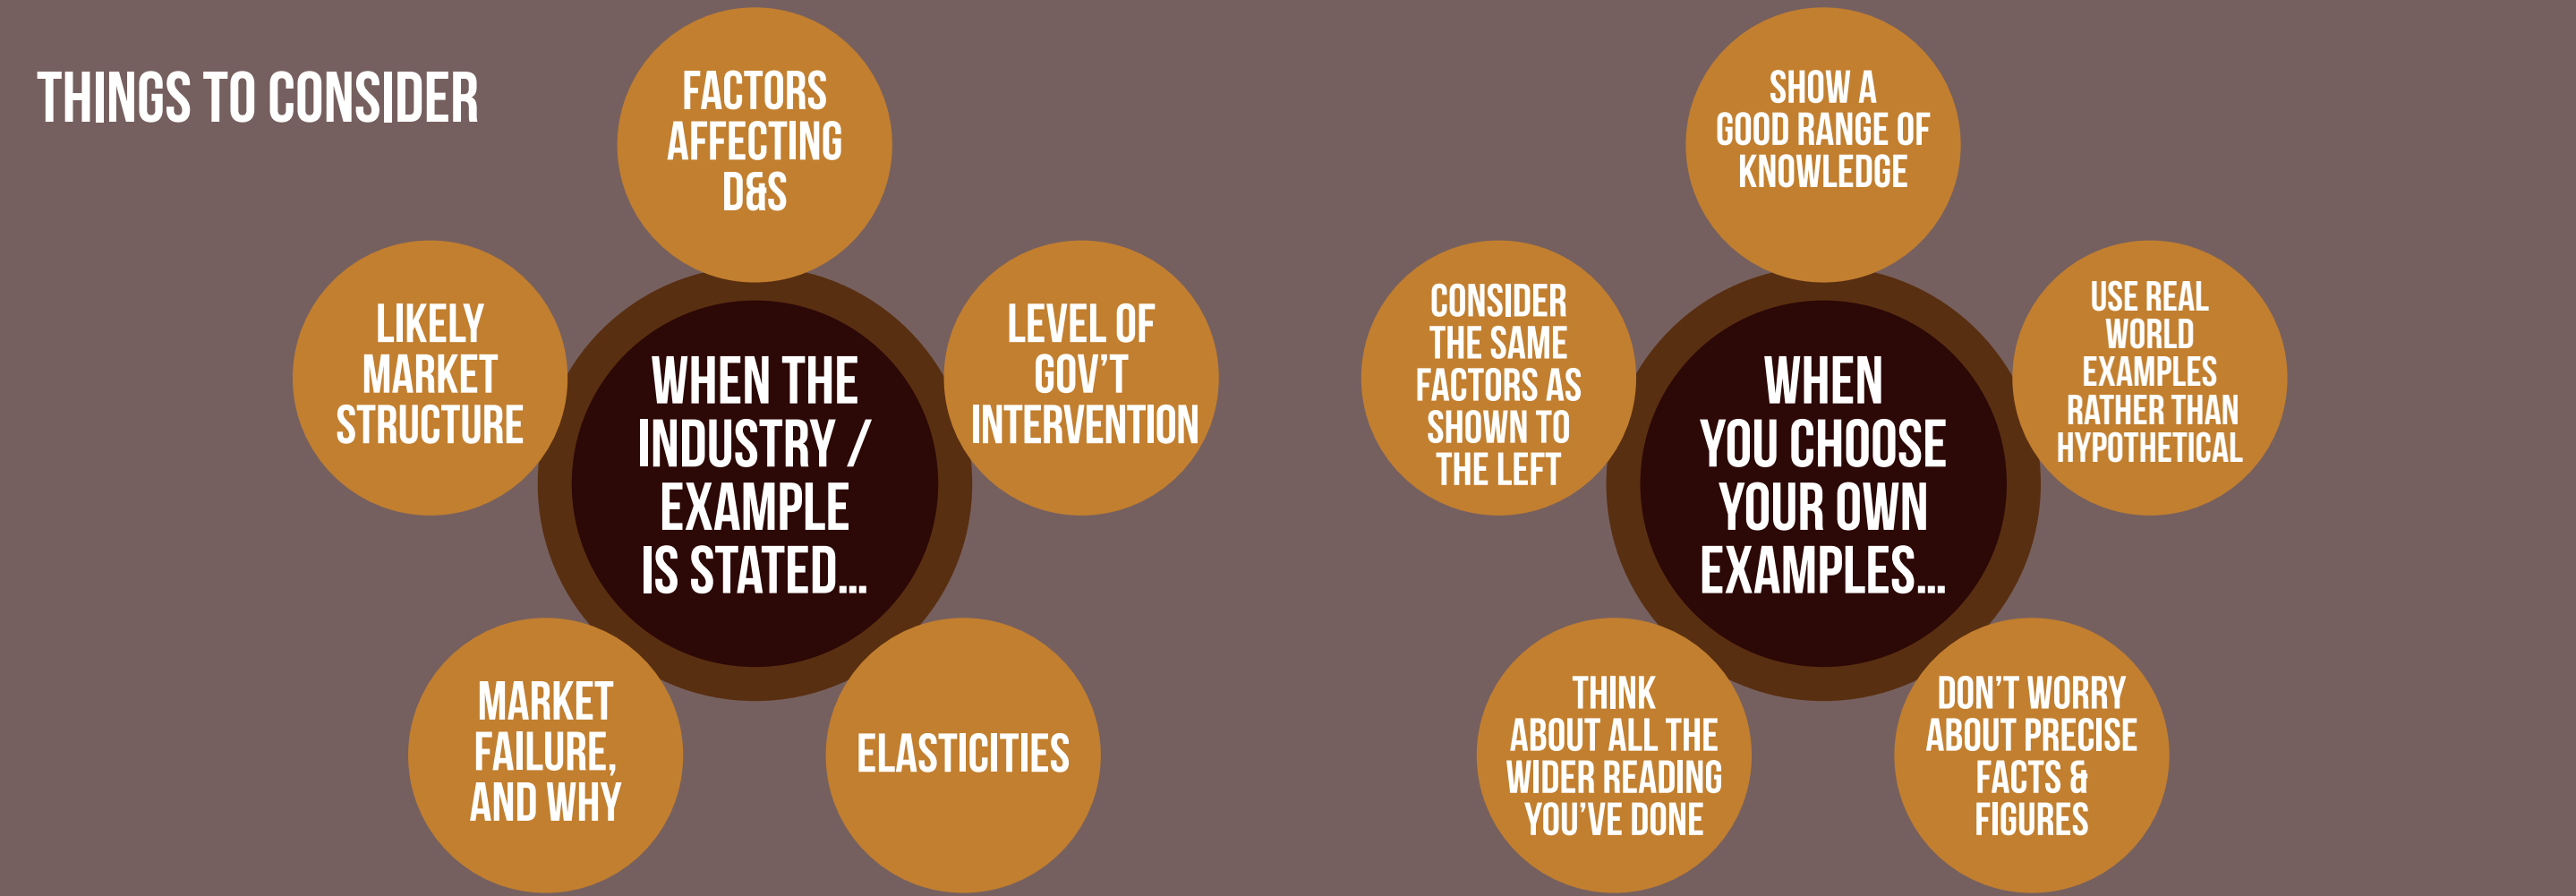 THINGS TO CONSIDER
FACTORS
AFFECTING
D&S
LIKELY
MARKET
STRUCTURE
LEVEL OF
GOV'T
INTERVENTION
WHEN THE
INDUSTRY /
EXAMPLE
IS STATED...
MARKET
FAILURE,
AND WHY
ELASTICITIES
SHOW A
GOOD RANGE OF
KNOWLEDGE
CONSIDER
THE SAME
FACTORS AS
SHOWN TO
THE LEFT
USE REAL
WORLD
EXAMPLES
RATHER THAN
HYPOTHETICAL
WHEN
YOU CHOOSE
YOUR OWN
EXAMPLES...
THINK
ABOUT ALL THE
WIDER READING
YOU'VE DONE
DON'T WORRY
ABOUT PRECISE
FACTS &
FIGURES